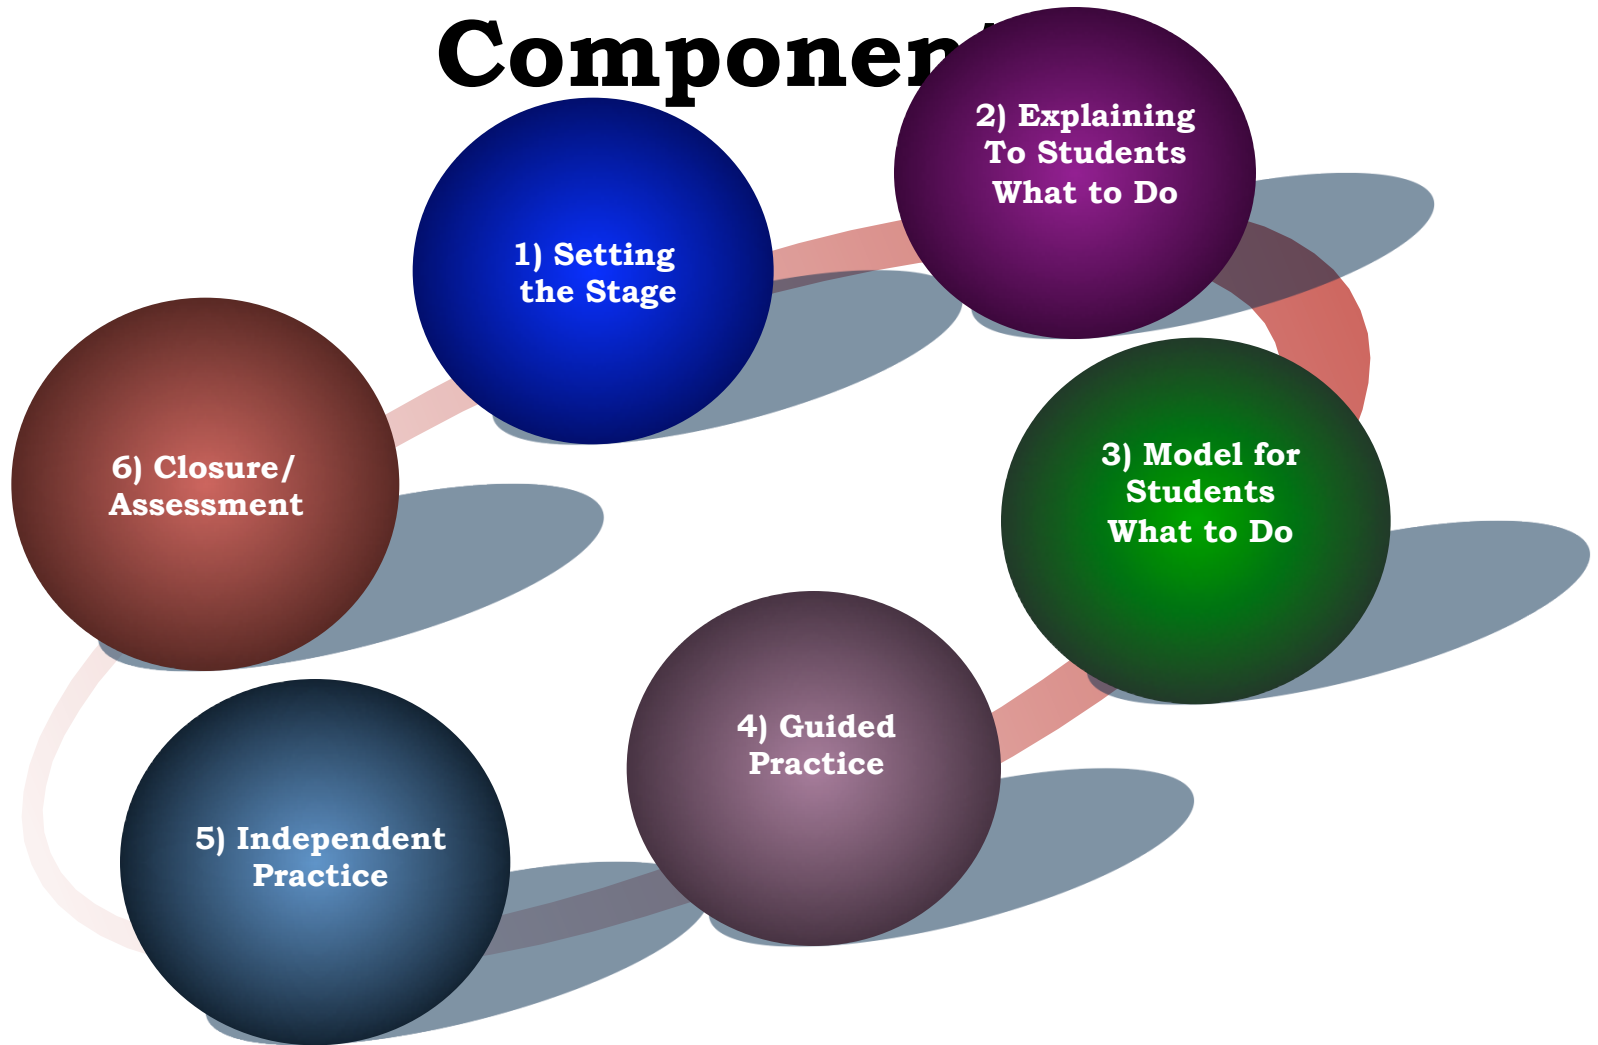 Component
1) Setting
the Stage
2) Explaining
To Students
What to Do
3) Model for
Students
What to Do
4) Guided
Practice
5) Independent
Practice
6) Closure/
Assessment